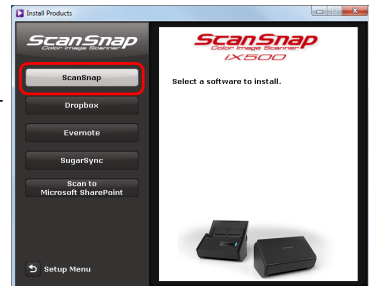 Install Products
ScanSnap
Color Image Scanner
ScanSnap
Dropbox
Evernote
SugarSync
Scan to
Microsoft SharePoint
Setup Menu
ScanSnap
Color Image Scanner
iX500
Select a software to install.